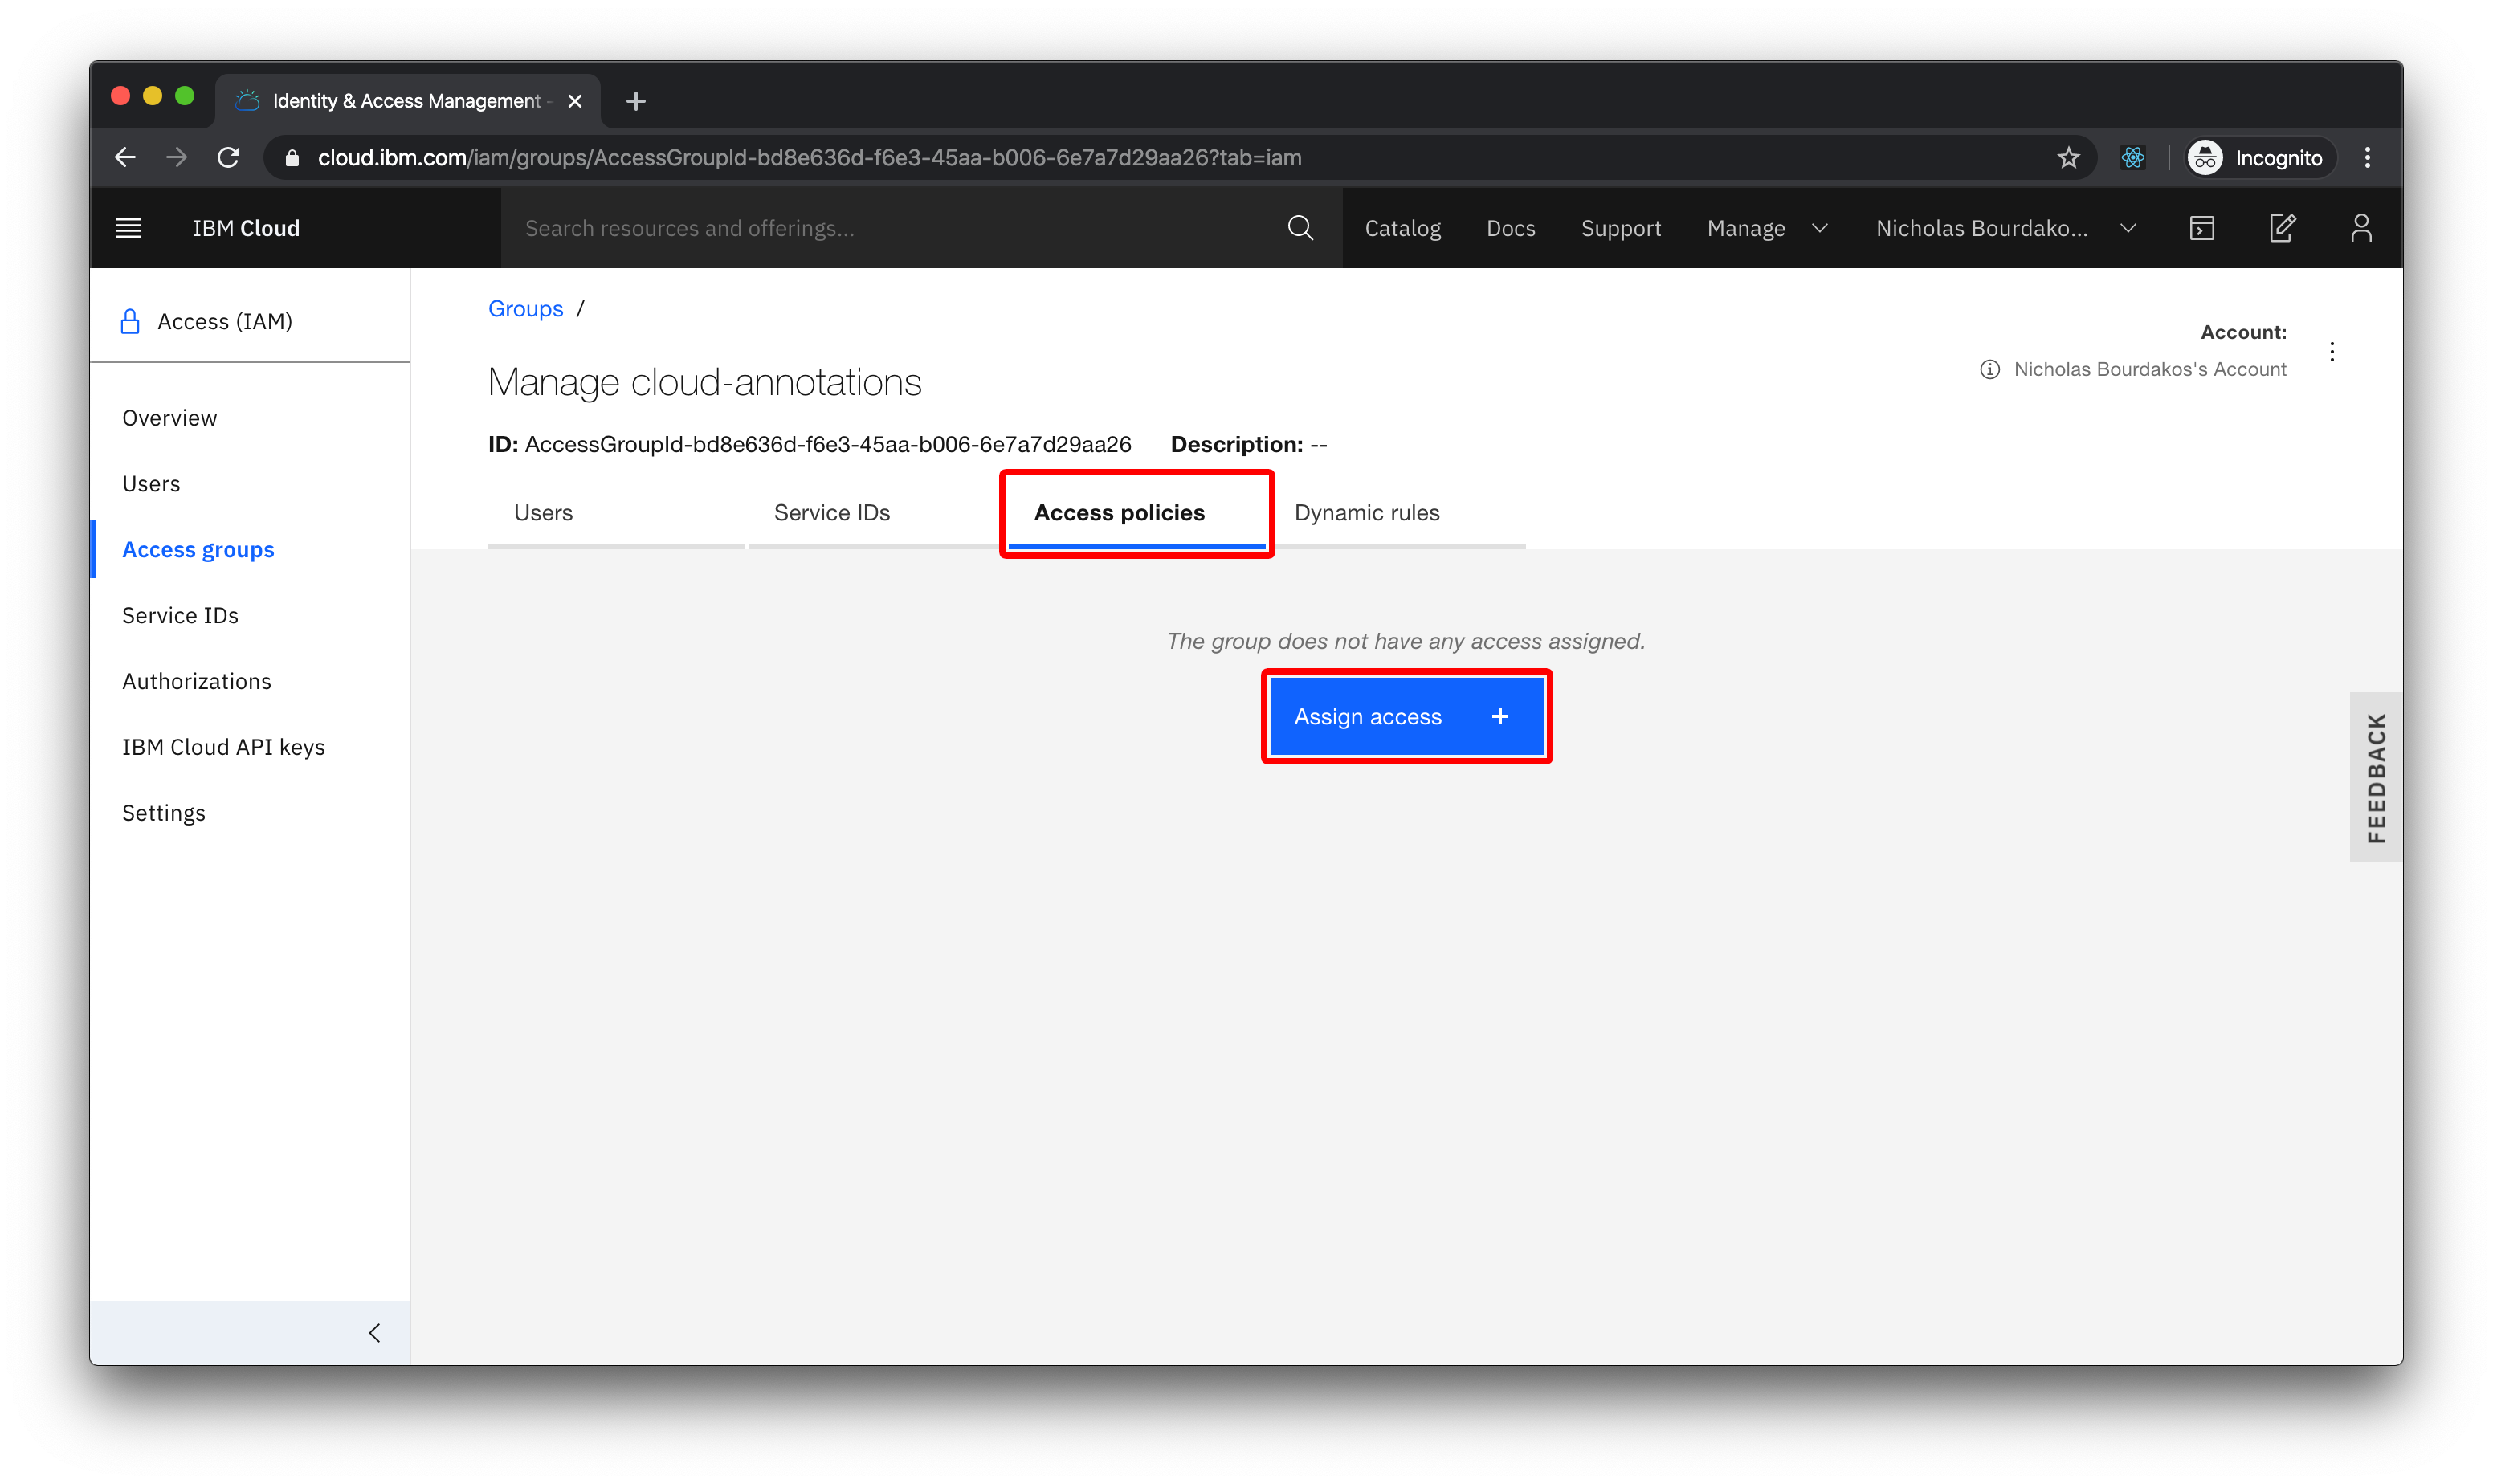 Identity & Access Management -
cloud.ibm.com/iam/groups/AccessGroupId-bd8e636d-f6e3-45aa-b006-6e7a7d29aa26?tab=iam
Incognito
IBM Cloud
Search resources and offerings...
Catalog
Docs
Support
Manage
Nicholas Bourdako...
Access (IAM)
Overview
Users
Access groups
Service IDs
Authorizations
IBM Cloud API keys
Settings
Groups /
Account:
Nicholas Bourdakos's Account
Manage cloud-annotations
ID: AccessGroupId-bd8e636d-f6e3-45aa-b006-6e7a7d29aa26 Description: --
Users
Service IDs
Access policies
Dynamic rules
The group does not have any access assigned.
Assign access +
FEEDBACK